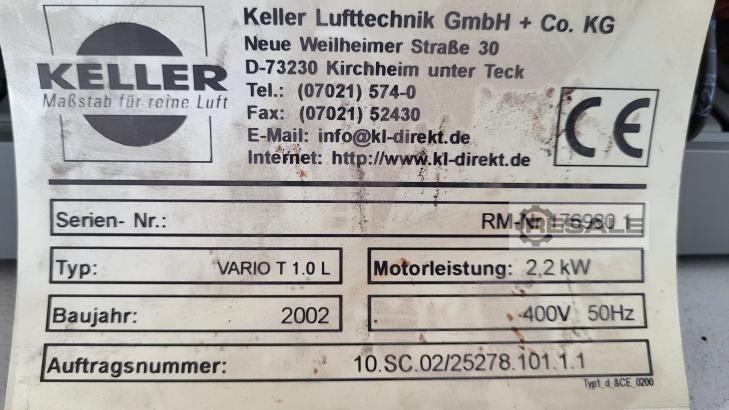 KELLER
Maßstab für reine Luft
Keller Lufttechnik GmbH + Co. KG
Neue Weilheimer Straße 30
D-73230 Kirchheim unter Teck
Tel.: (07021) 574-0
Fax: (07021) 52430
E-Mail: info@kl-direkt.de
Internet: http://www.kl-direkt.de
CE
Serien- Nr.: RM-Nr
RESALE
Typ: VARIO T 1.0 L
Motorleistung: 2,2 kW
Baujahr: 2002
400V 50Hz
Auftragsnummer: 10.SC.02/25278.101.1.1
Typ1_d_&CE_0200